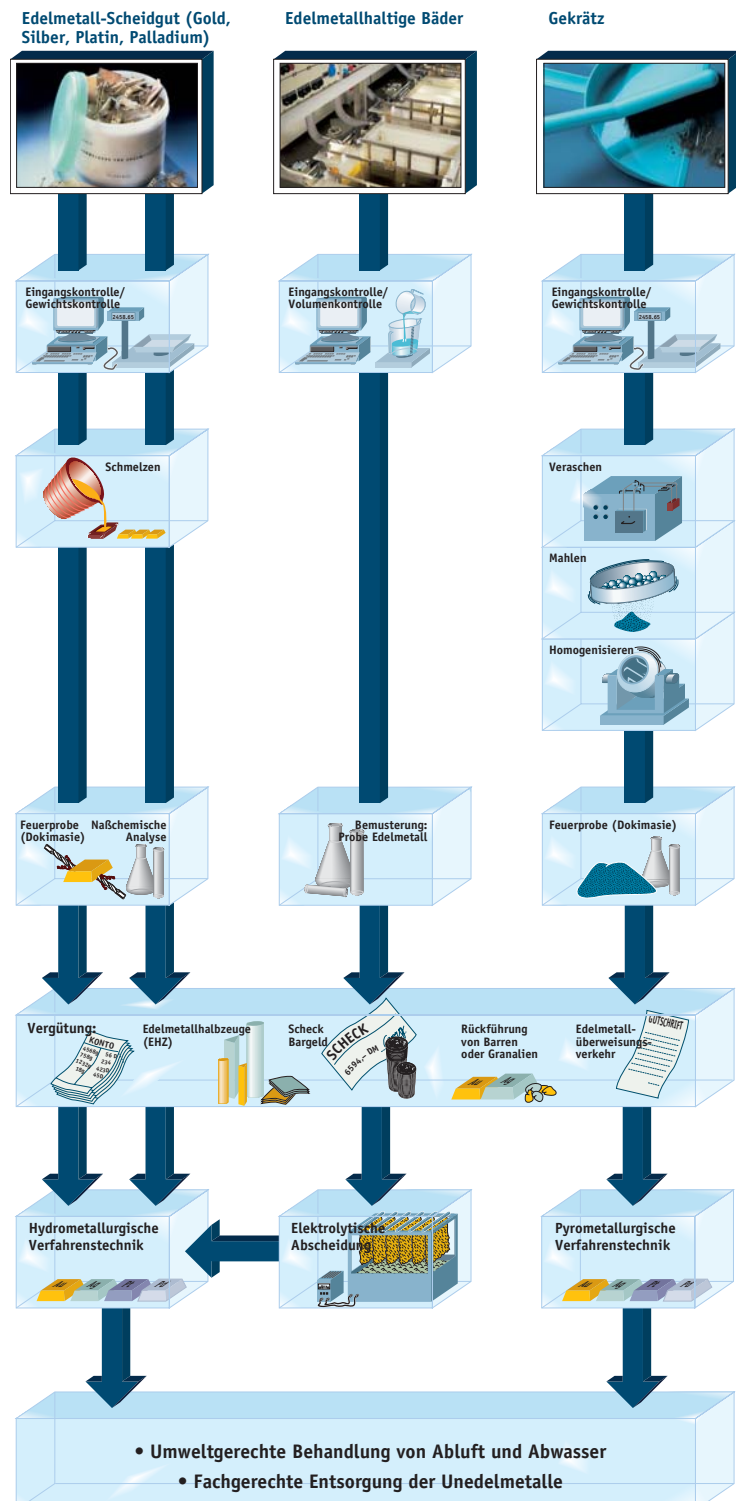 Edelmetall-Scheidgut (Gold,
Silber, Platin, Palladium)
Edelmetallhaltige Bäder
Gekrätz
Eingangskontrolle/
Gewichtskontrolle
2458.65
Eingangskontrolle/
Volumenkontrolle
Eingangskontrolle/
Gewichtskontrolle
2458.65
Schmelzen
Veraschen
Mahlen
Homogenisieren
Feuerprobe
(Dokimasie)
Naßchemische
Analyse
Bemusterung:
Probe Edelmetall
Feuerprobe (Dokimasie)
Vergütung:
KONTO
Edelmetallhalbzeuge
(EHZ)
Scheck
Bargeld
SCHECK
6594,- DM
Rückführung
von Barren
oder Granalien
Edelmetall-
überweisungs-
verkehr
GUTSCHRIFT
Hydrometallurgische
Verfahrenstechnik
Elektrolytische
Abscheidung
Pyrometallurgische
Verfahrenstechnik
• Umweltgerechte Behandlung von Abluft und Abwasser
• Fachgerechte Entsorgung der Unedelmetalle